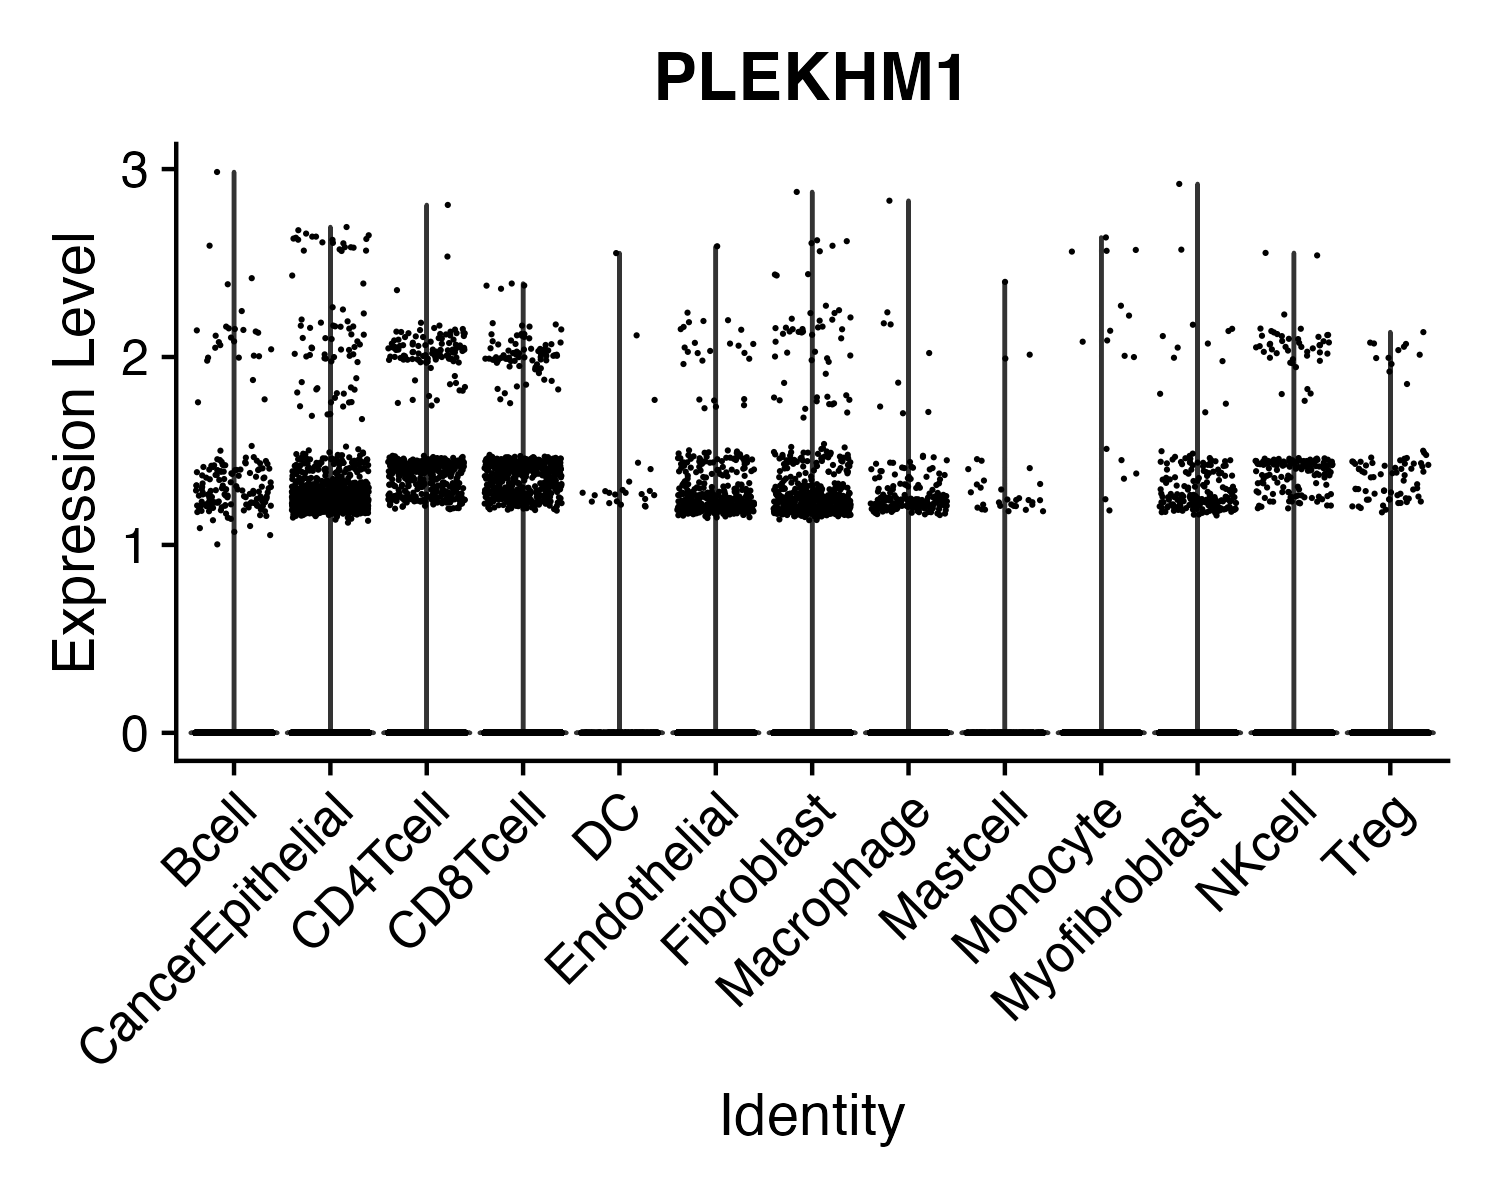 PLEKHM1
Expression Level
3
2
1
0
Bcell
CancerEpithelial
CD4Tcell
CD8Tcell
DC
Endothelial
Fibroblast
Macrophage
Mastcell
Monocyte
Myofibroblast
NKcell
Treg
Identity